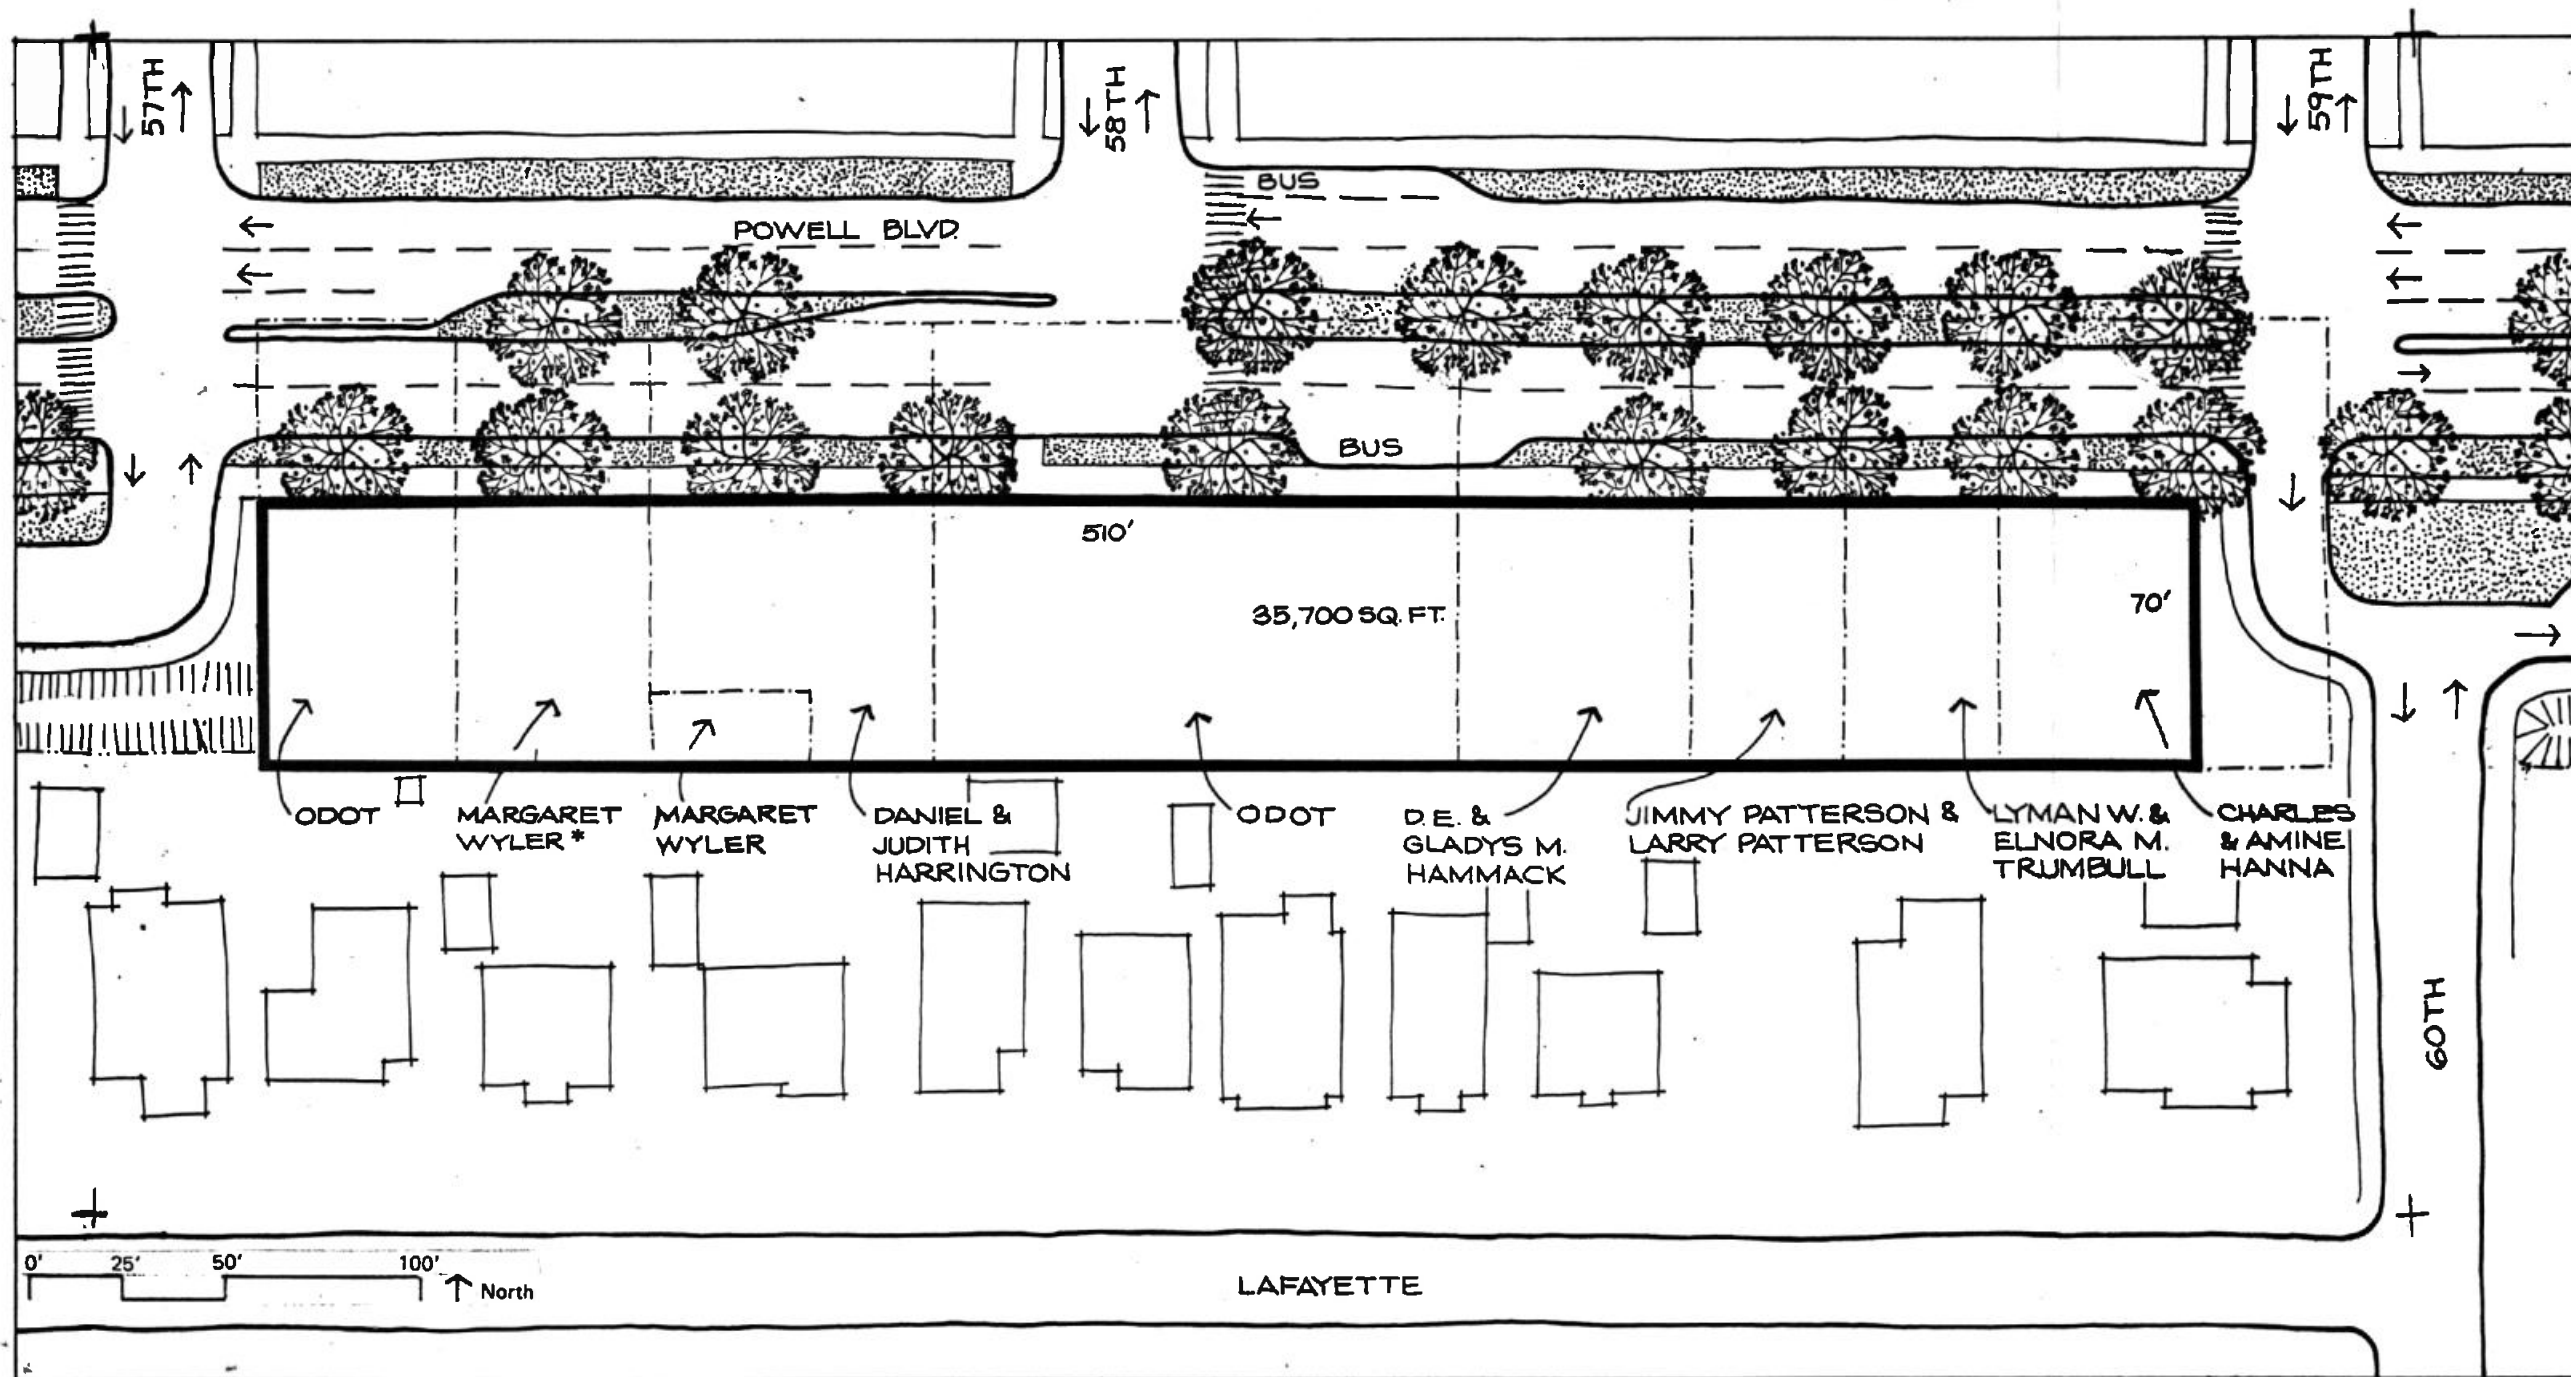 57TH
58TH
59TH
BUS
POWELL BLVD.
BUS
510'
35,700 SQ. FT.
70'
ODOT
MARGARET
WYLER*
MARGARET
WYLER
DANIEL &
JUDITH
HARRINGTON
ODOT
D.E. &
GLADYS M.
HAMMACK
JIMMY PATTERSON &
LARRY PATTERSON
LYMAN W. &
ELNORA M.
TRUMBULL
CHARLES
& AMINE
HANNA
60TH
0' 25' 50' 100'
North
LAFAYETTE